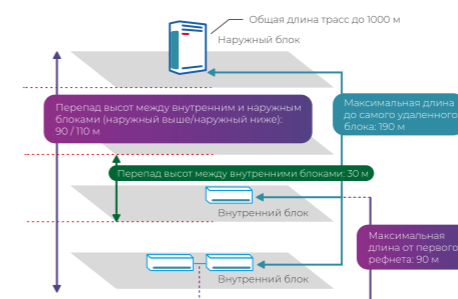 Общая длина трасс до 1000 м
Наружный блок
Перепад высот между внутренним и наружным
блоками (наружный выше/наружный ниже):
90 / 110 м
Максимальная длина
до самого удаленного
блока: 190 м
Перепад высот между внутренними блоками: 30 м
Внутренний блок
Максимальная
длина от первого
рефнета: 90 м
Внутренний блок